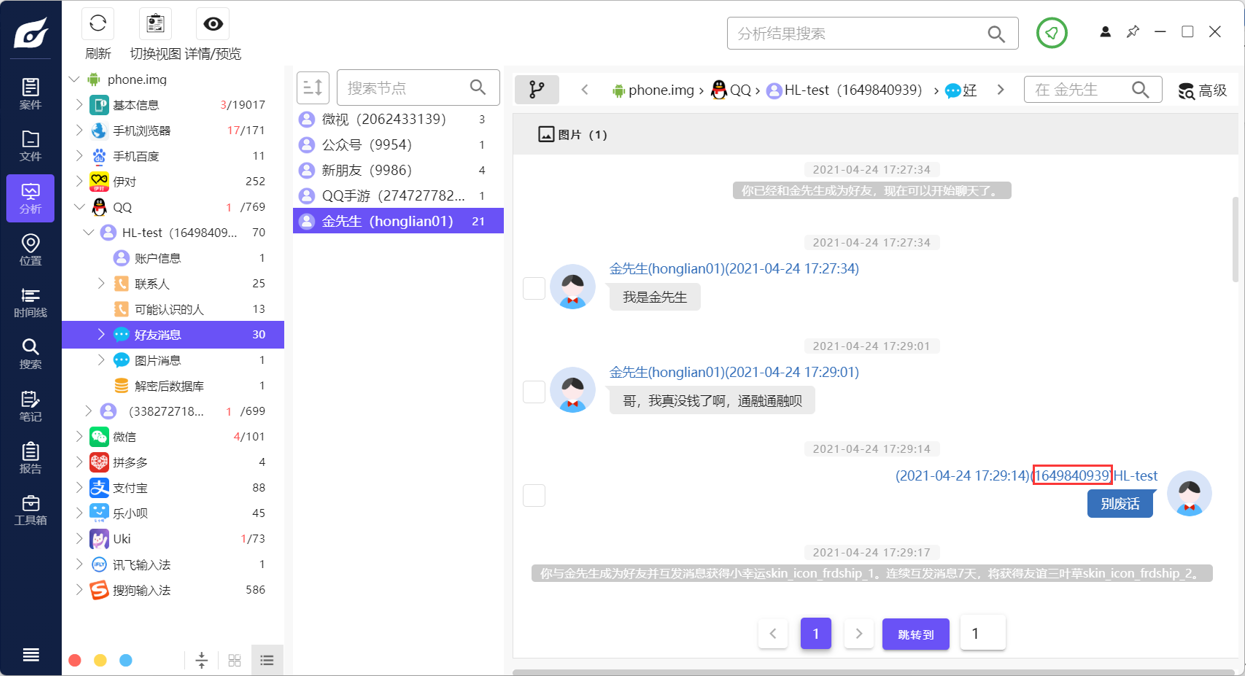 刷新
切换视图
详情/预览
分析结果搜索
案件
文件
分析
位置
时间线
搜索
笔记
报告
工具箱
phone.img
基本信息 3/19017
手机浏览器 17/171
手机百度 11
伊对 252
QQ 1 /769
HL-test（16498409... 70
账户信息 1
联系人 25
可能认识的人 13
好友消息 30
图片消息 1
解密后数据库 1
（338272718... 1 /699
微信 4/101
拼多多 4
支付宝 88
乐小呗 45
Uki 1/73
讯飞输入法 1
搜狗输入法 586
搜索节点
微视（2062433139） 3
公众号（9954） 1
新朋友（9986） 4
QQ手游（274727782... 1
金先生（honglian01） 21
phone.img › QQ › HL-test（1649840939） › 好
在 金先生
高级
图片（1）
2021-04-24 17:27:34
你已经和金先生成为好友，现在可以开始聊天了。
2021-04-24 17:27:34
金先生(honglian01)(2021-04-24 17:27:34)
我是金先生
2021-04-24 17:29:01
金先生(honglian01)(2021-04-24 17:29:01)
哥，我真没钱了啊，通融通融呗
2021-04-24 17:29:14
(2021-04-24 17:29:14)(1649840939)HL-test
别废话
2021-04-24 17:29:17
你与金先生成为好友并互发消息获得小幸运skin_icon_frdship_1。连续互发消息7天，将获得友谊三叶草skin_icon_frdship_2。
1
跳转到
1